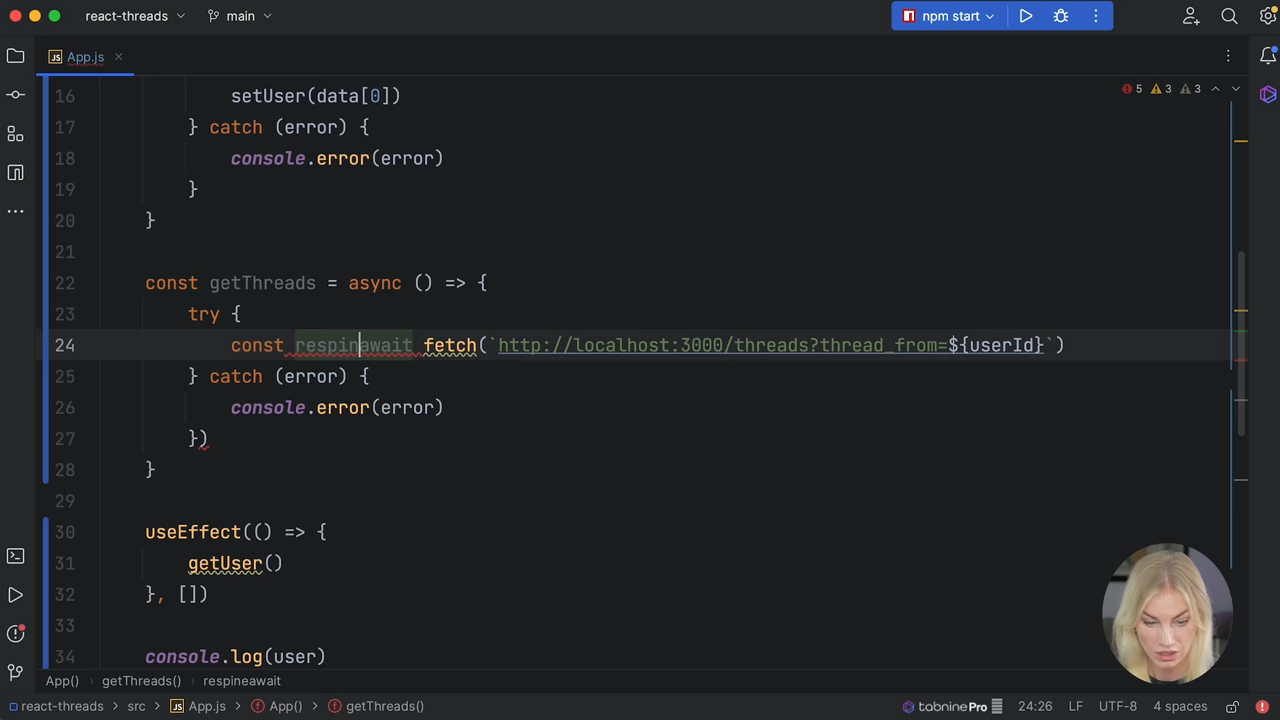 react-threads main npm start
JS App.js
5 3 3
16 setUser(data[0])
17 } catch (error) {
18 console.error(error)
19 }
20 }
21
22 const getThreads = async () => {
23 try {
24 const respinawait fetch(`http://localhost:3000/threads?thread_from=${userId}`)
25 } catch (error) {
26 console.error(error)
27 })
28 }
29
30 useEffect(() => {
31 getUser()
32 }, [])
33
34 console.log(user)
App() getThreads() respineawait
react-threads src JS App.js App() getThreads() tabnine Pro 24:26 LF UTF-8 4 spaces